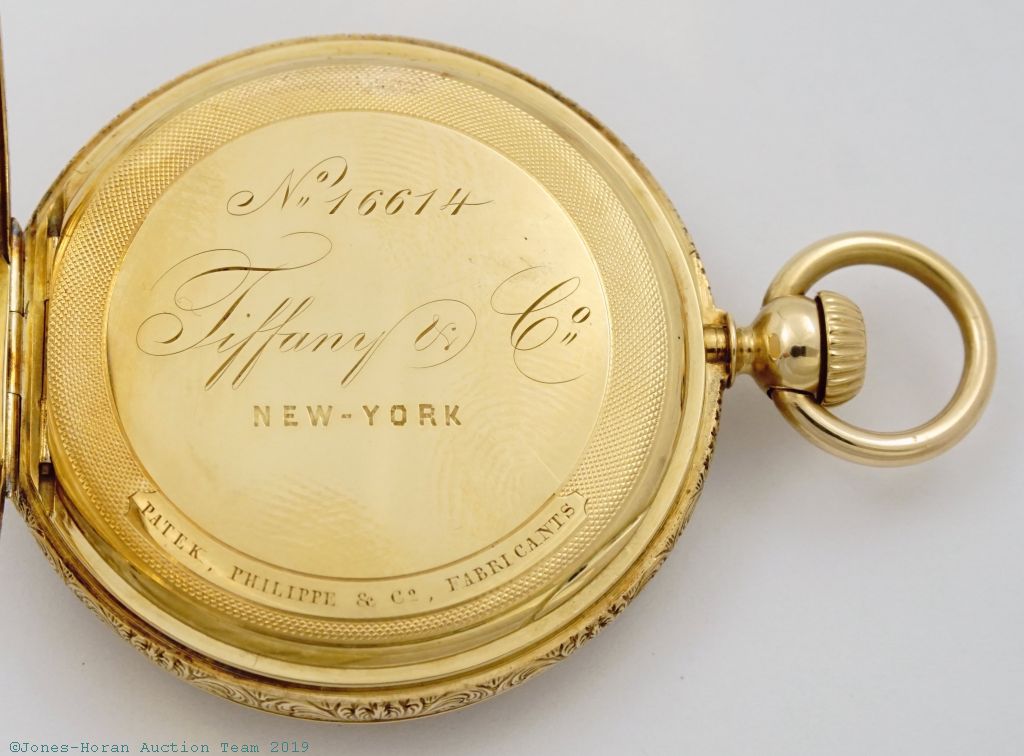 Nº 16614
Tiffany & Cº
NEW-YORK
PATEK, PHILIPPE & Cº, FABRICANTS
©Jones-Horan Auction Team 2019